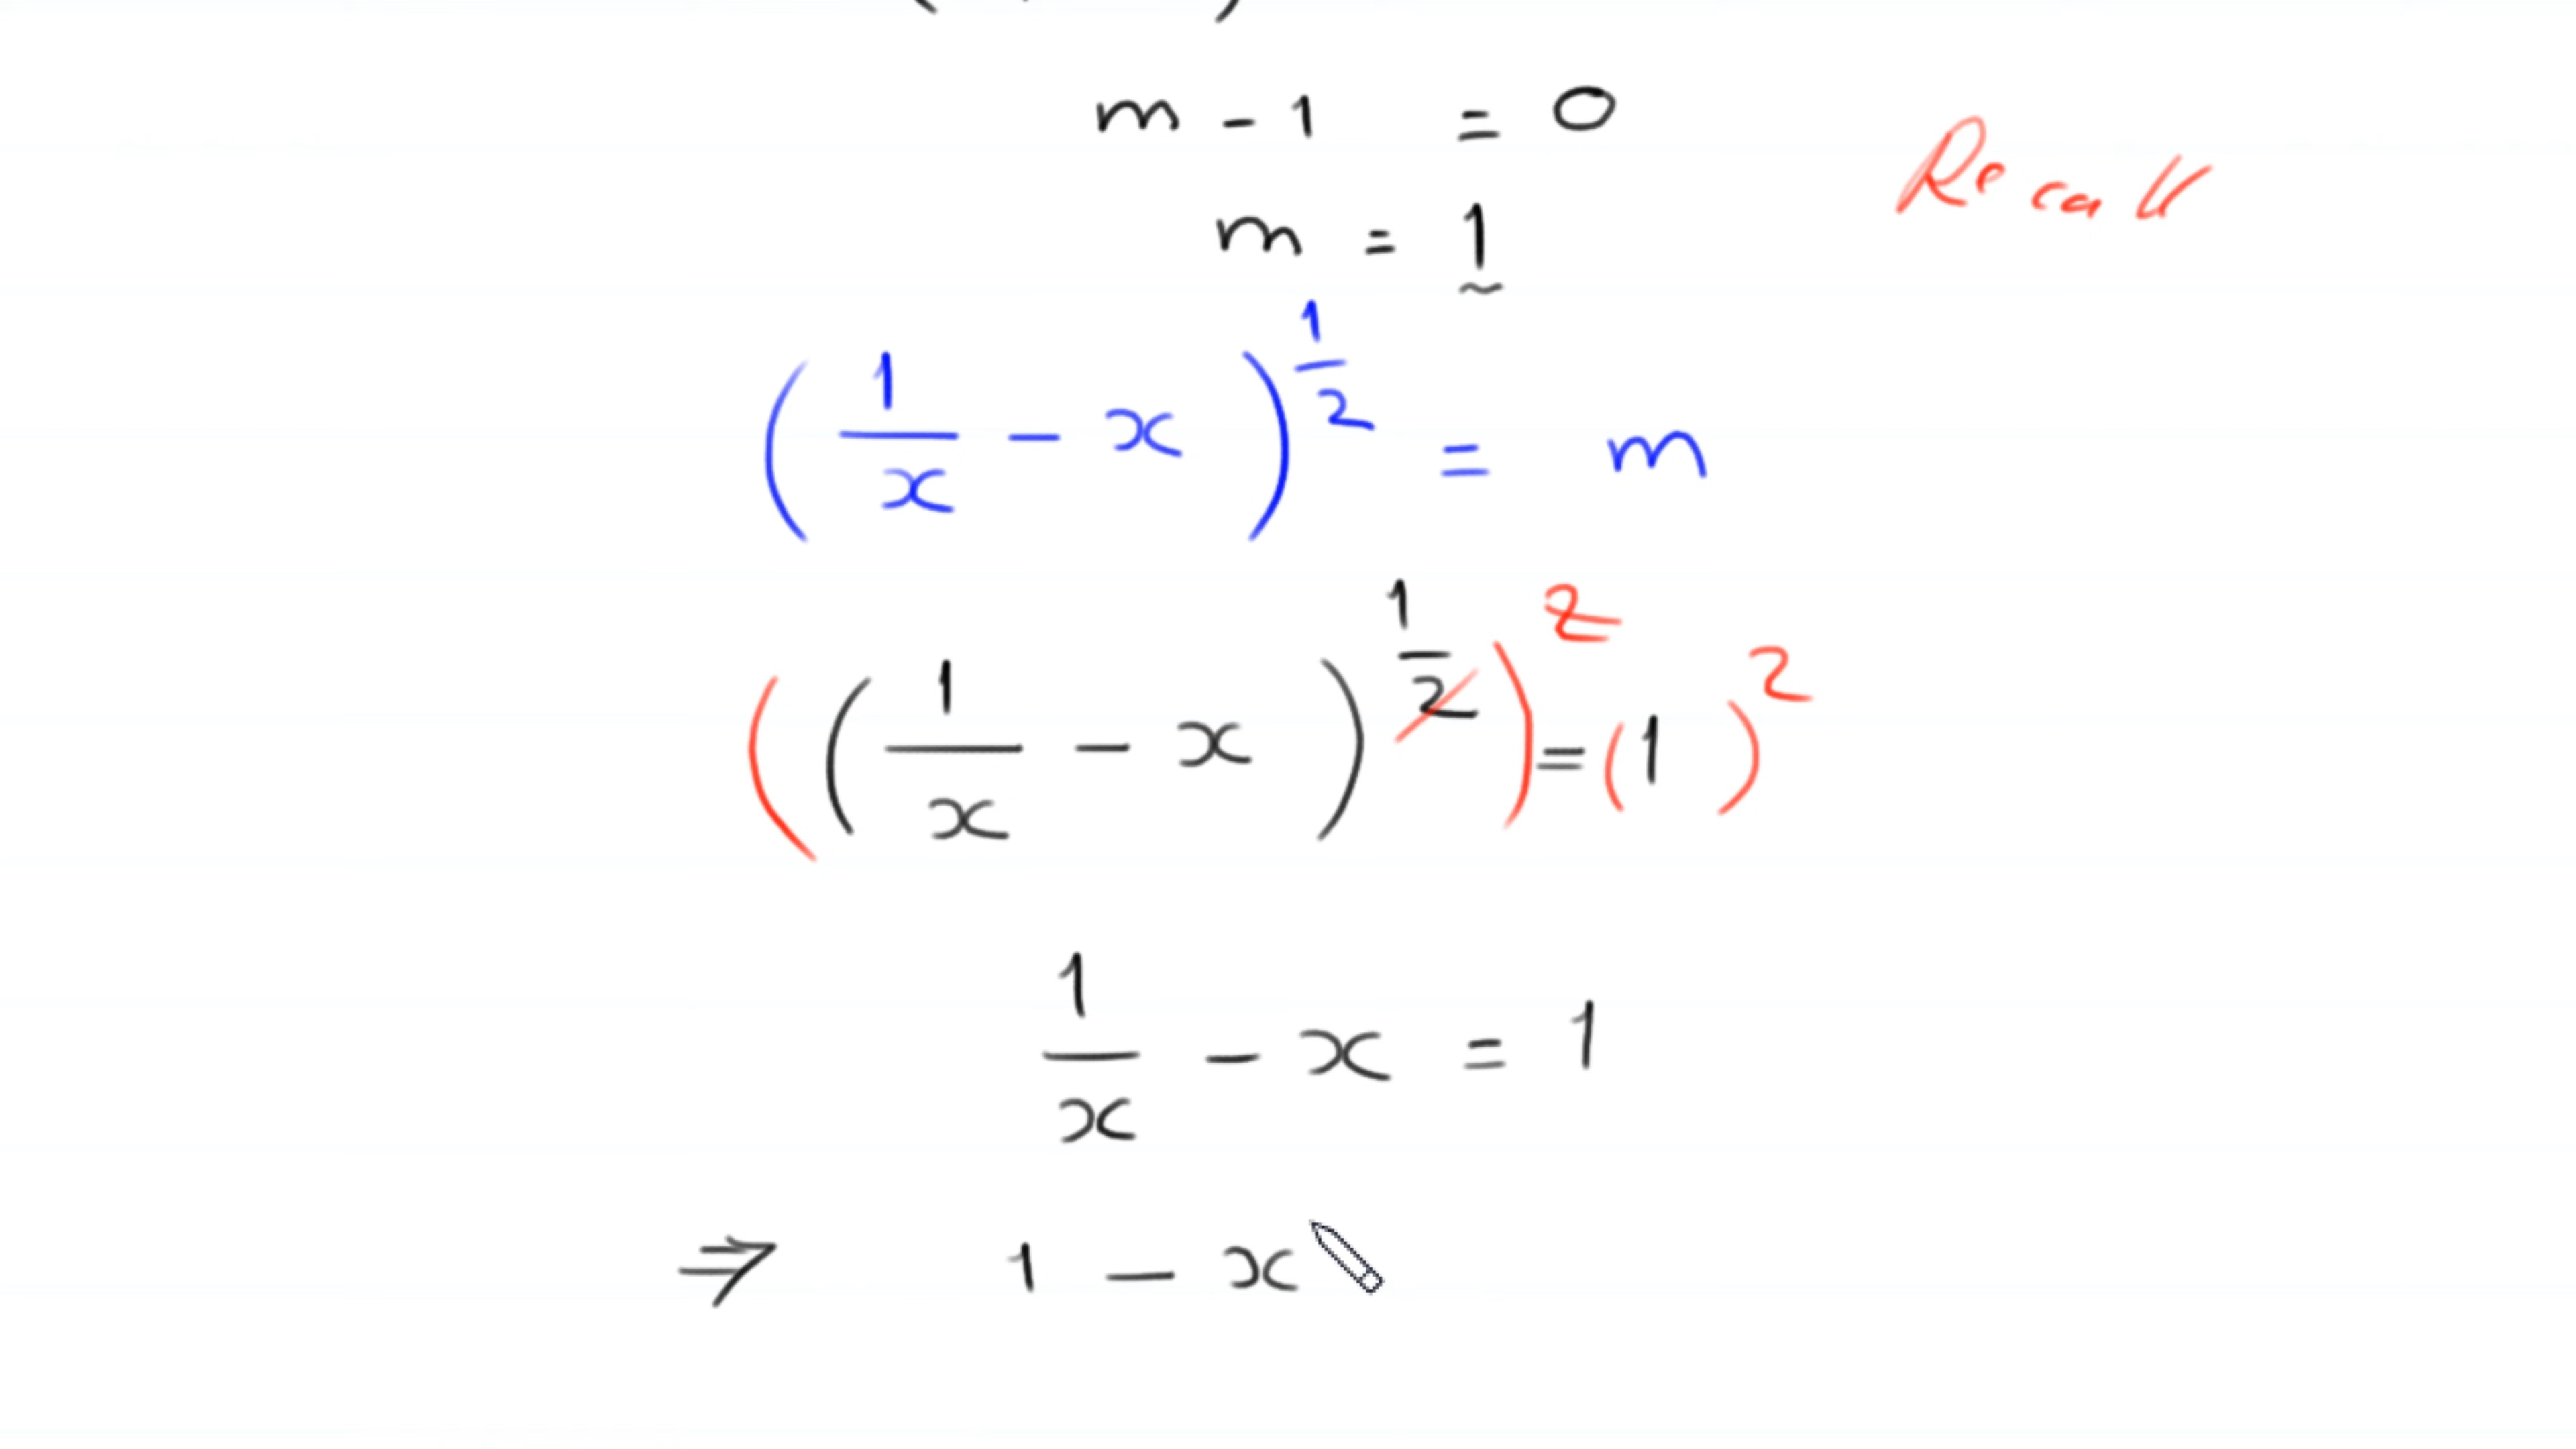 m - 1 = 0
Recall
m = 1
(1/x - x)^(1/2) = m
((1/x - x)^(1/2))^2 = (1)^2
1/x - x = 1
⇒ 1 - x